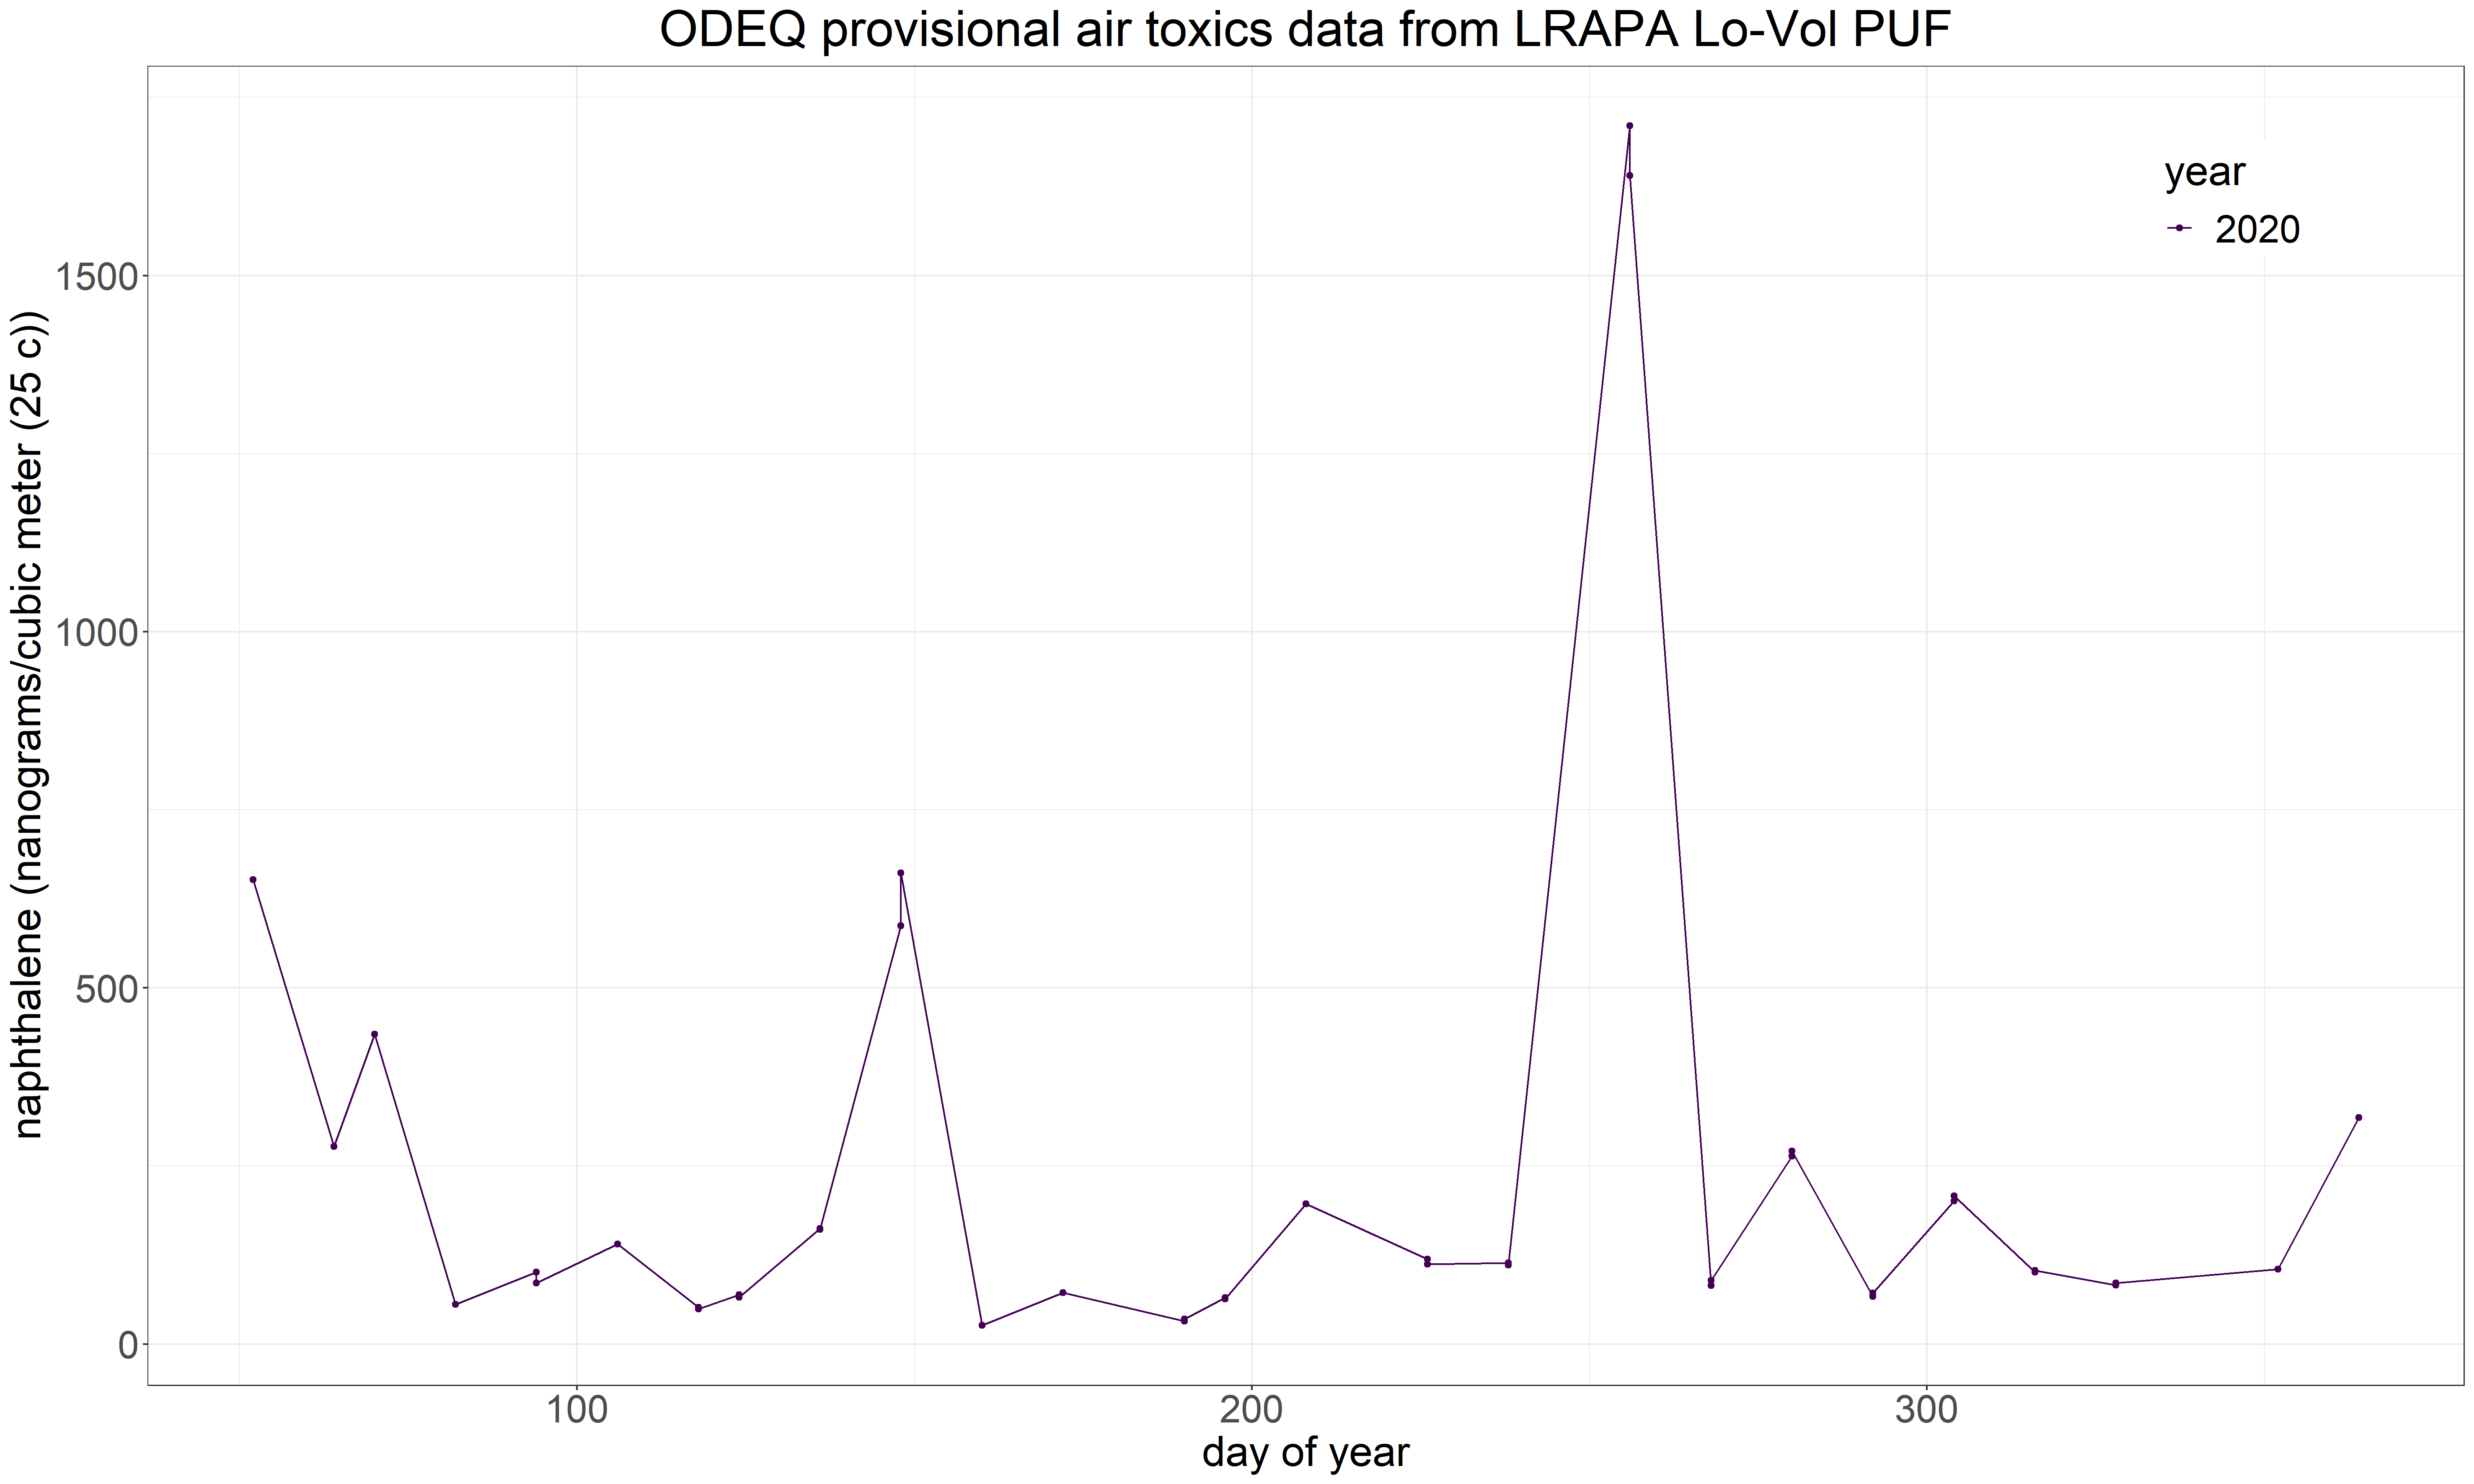 ODEQ provisional air toxics data from LRAPA Lo-Vol PUF
naphthalene (nanograms/cubic meter (25 c))
1500
1000
500
0
year
2020
100 200 300
day of year